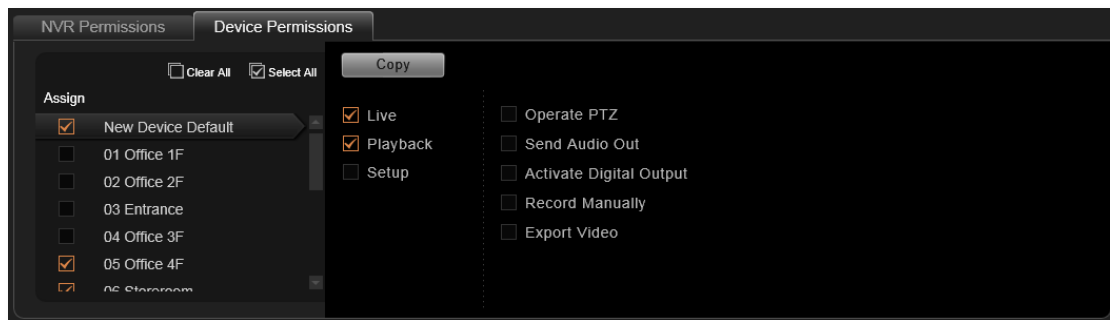 NVR Permissions Device Permissions
Clear All Select All
Assign
New Device Default
01 Office 1F
02 Office 2F
03 Entrance
04 Office 3F
05 Office 4F
06 Storeroom
Copy
Live
Playback
Setup
Operate PTZ
Send Audio Out
Activate Digital Output
Record Manually
Export Video